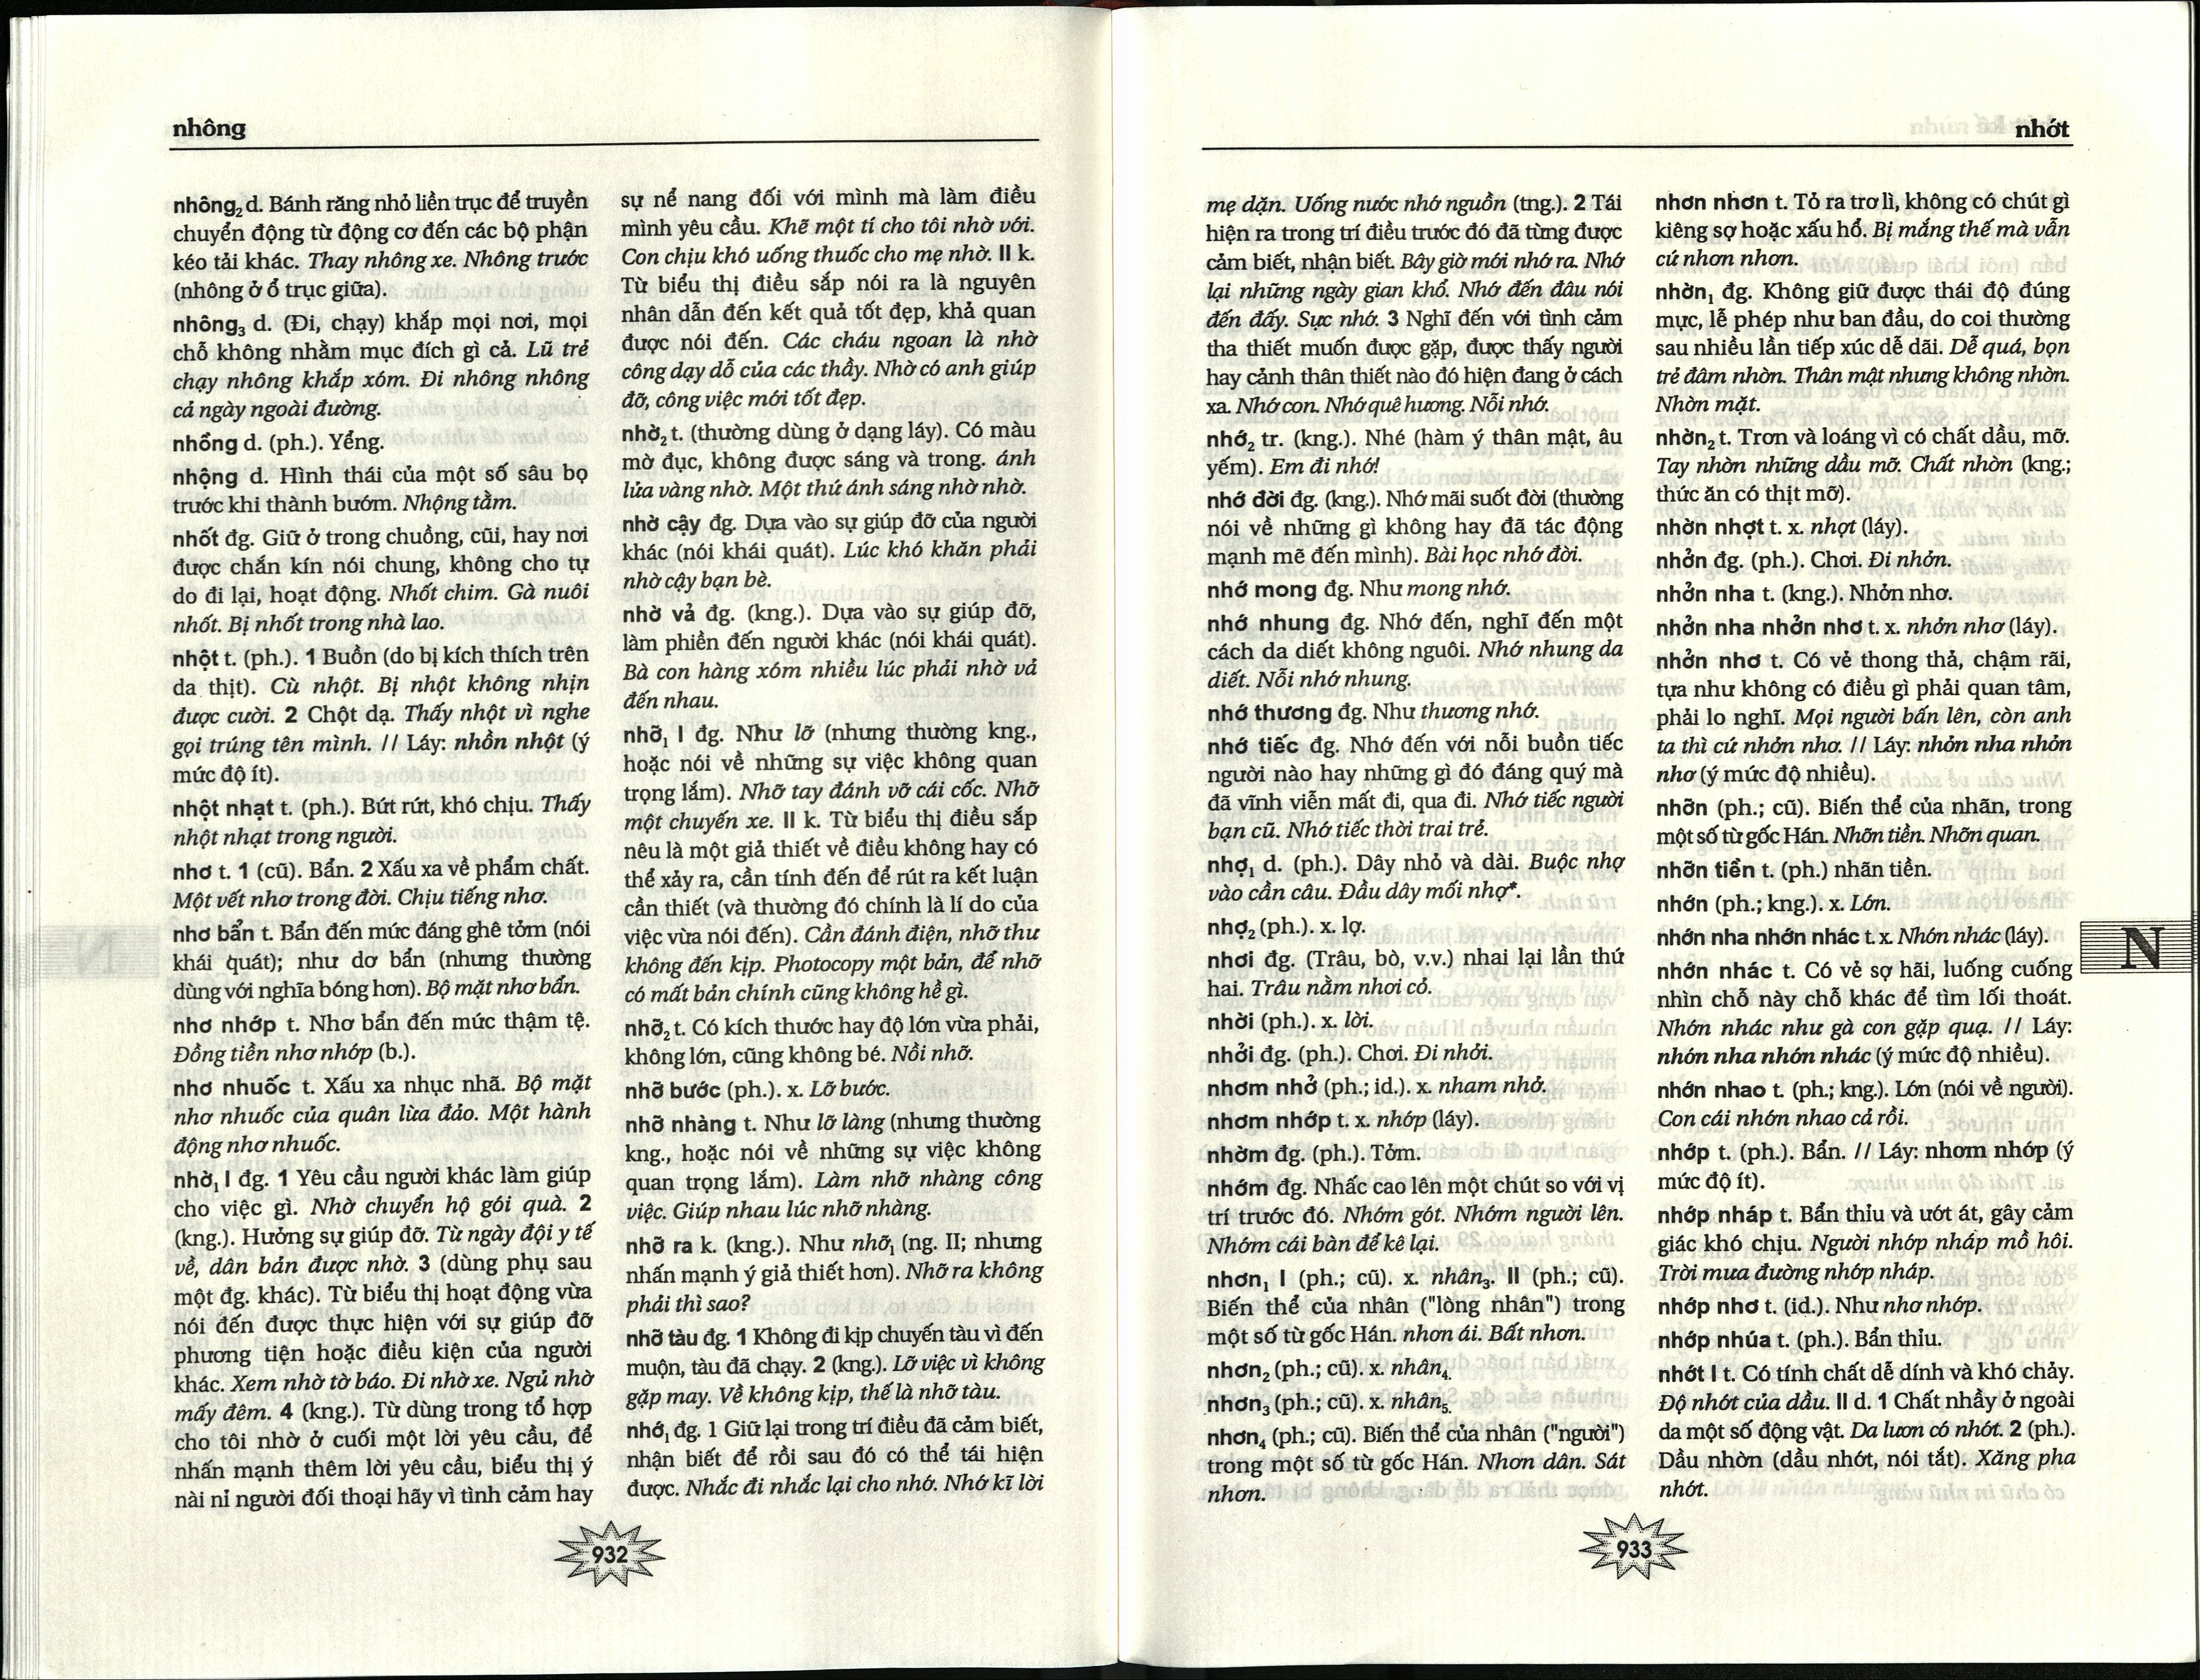 nhông
nhông₂ d. Bánh răng nhỏ liền trục để truyền
chuyển động từ động cơ đến các bộ phận
kéo tải khác. Thay nhông xe. Nhông trước
(nhông ở ổ trục giữa).
nhông₃ d. (Đi, chạy) khắp mọi nơi, mọi
chỗ không nhằm mục đích gì cả. Lũ trẻ
chạy nhông khắp xóm. Đi nhông nhông
cả ngày ngoài đường.
nhồng d. (ph.). Yểng.
nhộng d. Hình thái của một số sâu bọ
trước khi thành bướm. Nhộng tằm.
nhốt đg. Giữ ở trong chuồng, cũi, hay nơi
được chắn kín nói chung, không cho tự
do đi lại, hoạt động. Nhốt chim. Gà nuôi
nhốt. Bị nhốt trong nhà lao.
nhột t. (ph.). 1 Buồn (do bị kích thích trên
da thịt). Cù nhột. Bị nhột không nhịn
được cười. 2 Chột dạ. Thấy nhột vì nghe
gọi trúng tên mình. // Láy: nhồn nhột (ý
mức độ ít).
nhột nhạt t. (ph.). Bứt rứt, khó chịu. Thấy
nhột nhạt trong người.
nhơ t. 1 (cũ). Bẩn. 2 Xấu xa về phẩm chất.
Một vết nhơ trong đời. Chịu tiếng nhơ.
nhơ bẩn t. Bẩn đến mức đáng ghê tởm (nói
khái quát); như dơ bẩn (nhưng thường
dùng với nghĩa bóng hơn). Bộ mặt nhơ bẩn.
nhơ nhớp t. Nhơ bẩn đến mức thậm tệ.
Đồng tiền nhơ nhớp (b.).
nhơ nhuốc t. Xấu xa nhục nhã. Bộ mặt
nhơ nhuốc của quân lừa đảo. Một hành
động nhơ nhuốc.
nhờ₁ I đg. 1 Yêu cầu người khác làm giúp
cho việc gì. Nhờ chuyển hộ gói quà. 2
(kng.). Hưởng sự giúp đỡ. Từ ngày đội y tế
về, dân bản được nhờ. 3 (dùng phụ sau
một đg. khác). Từ biểu thị hoạt động vừa
nói đến được thực hiện với sự giúp đỡ
phương tiện hoặc điều kiện của người
khác. Xem nhờ tờ báo. Đi nhờ xe. Ngủ nhờ
mấy đêm. 4 (kng.). Từ dùng trong tổ hợp
cho tôi nhờ ở cuối một lời yêu cầu, để
nhấn mạnh thêm lời yêu cầu, biểu thị ý
nài nỉ người đối thoại hãy vì tình cảm hay
sự nể nang đối với mình mà làm điều
mình yêu cầu. Khẽ một tí cho tôi nhờ với.
Con chịu khó uống thuốc cho mẹ nhờ. II k.
Từ biểu thị điều sắp nói ra là nguyên
nhân dẫn đến kết quả tốt đẹp, khả quan
được nói đến. Các cháu ngoan là nhờ
công dạy dỗ của các thầy. Nhờ có anh giúp
đỡ, công việc mới tốt đẹp.
nhờ₂ t. (thường dùng ở dạng láy). Có màu
mờ đục, không được sáng và trong. ánh
lửa vàng nhờ. Một thứ ánh sáng nhờ nhờ.
nhờ cậy đg. Dựa vào sự giúp đỡ của người
khác (nói khái quát). Lúc khó khăn phải
nhờ cậy bạn bè.
nhờ vả đg. (kng.). Dựa vào sự giúp đỡ,
làm phiền đến người khác (nói khái quát).
Bà con hàng xóm nhiều lúc phải nhờ vả
đến nhau.
nhỡ₁ I đg. Như lỡ (nhưng thường kng.,
hoặc nói về những sự việc không quan
trọng lắm). Nhỡ tay đánh vỡ cái cốc. Nhỡ
một chuyến xe. II k. Từ biểu thị điều sắp
nêu là một giả thiết về điều không hay có
thể xảy ra, cần tính đến để rút ra kết luận
cần thiết (và thường đó chính là lí do của
việc vừa nói đến). Cần đánh điện, nhỡ thư
không đến kịp. Photocopy một bản, để nhỡ
có mất bản chính cũng không hề gì.
nhỡ₂ t. Có kích thước hay độ lớn vừa phải,
không lớn, cũng không bé. Nồi nhỡ.
nhỡ bước (ph.). x. Lỡ bước.
nhỡ nhàng t. Như lỡ làng (nhưng thường
kng., hoặc nói về những sự việc không
quan trọng lắm). Làm nhỡ nhàng công
việc. Giúp nhau lúc nhỡ nhàng.
nhỡ ra k. (kng.). Như nhỡ₁ (ng. II; nhưng
nhấn mạnh ý giả thiết hơn). Nhỡ ra không
phải thì sao?
nhỡ tàu đg. 1 Không đi kịp chuyến tàu vì đến
muộn, tàu đã chạy. 2 (kng.). Lỡ việc vì không
gặp may. Về không kịp, thế là nhỡ tàu.
nhớ₁ đg. 1 Giữ lại trong trí điều đã cảm biết,
nhận biết để rồi sau đó có thể tái hiện
được. Nhắc đi nhắc lại cho nhớ. Nhớ kĩ lời
932
nhớt
mẹ dặn. Uống nước nhớ nguồn (tng.). 2 Tái
hiện ra trong trí điều trước đó đã từng được
cảm biết, nhận biết. Bây giờ mới nhớ ra. Nhớ
lại những ngày gian khổ. Nhớ đến đâu nói
đến đấy. Sực nhớ. 3 Nghĩ đến với tình cảm
tha thiết muốn được gặp, được thấy người
hay cảnh thân thiết nào đó hiện đang ở cách
xa. Nhớ con. Nhớ quê hương. Nỗi nhớ.
nhớ₂ tr. (kng.). Nhé (hàm ý thân mật, âu
yếm). Em đi nhớ!
nhớ đời đg. (kng.). Nhớ mãi suốt đời (thường
nói về những gì không hay đã tác động
mạnh mẽ đến mình). Bài học nhớ đời.
nhớ mong đg. Như mong nhớ.
nhớ nhung đg. Nhớ đến, nghĩ đến một
cách da diết không nguôi. Nhớ nhung da
diết. Nỗi nhớ nhung.
nhớ thương đg. Như thương nhớ.
nhớ tiếc đg. Nhớ đến với nỗi buồn tiếc
người nào hay những gì đó đáng quý mà
đã vĩnh viễn mất đi, qua đi. Nhớ tiếc người
bạn cũ. Nhớ tiếc thời trai trẻ.
nhợ₁ d. (ph.). Dây nhỏ và dài. Buộc nhợ
vào cần câu. Đầu dây mối nhợ*.
nhợ₂ (ph.). x. lợ.
nhơi đg. (Trâu, bò, v.v.) nhai lại lần thứ
hai. Trâu nằm nhơi cỏ.
nhời (ph.). x. lời.
nhởi đg. (ph.). Chơi. Đi nhởi.
nhơm nhở (ph.; id.). x. nham nhở.
nhơm nhớp t. x. nhớp (láy).
nhờm đg. (ph.). Tởm.
nhóm đg. Nhấc cao lên một chút so với vị
trí trước đó. Nhóm gót. Nhóm người lên.
Nhóm cái bàn để kê lại.
nhơn₁ I (ph.; cũ). x. nhân₃. II (ph.; cũ).
Biến thể của nhân ("lòng nhân") trong
một số từ gốc Hán. nhơn ái. Bất nhơn.
nhơn₂ (ph.; cũ). x. nhân₄.
nhơn₃ (ph.; cũ). x. nhân₅.
nhơn₄ (ph.; cũ). Biến thể của nhân ("người")
trong một số từ gốc Hán. Nhơn dân. Sát
nhơn.
nhơn nhơn t. Tỏ ra trơ lì, không có chút gì
kiêng sợ hoặc xấu hổ. Bị mắng thế mà vẫn
cứ nhơn nhơn.
nhờn₁ đg. Không giữ được thái độ đúng
mực, lễ phép như ban đầu, do coi thường
sau nhiều lần tiếp xúc dễ dãi. Dễ quá, bọn
trẻ đâm nhờn. Thân mật nhưng không nhờn.
Nhờn mặt.
nhờn₂ t. Trơn và loáng vì có chất dầu, mỡ.
Tay nhờn những dầu mỡ. Chất nhờn (kng.;
thức ăn có thịt mỡ).
nhờn nhợt t. x. nhợt (láy).
nhởn đg. (ph.). Chơi. Đi nhởn.
nhởn nha t. (kng.). Nhởn nhơ.
nhởn nha nhởn nhơ t. x. nhởn nhơ (láy).
nhởn nhơ t. Có vẻ thong thả, chậm rãi,
tựa như không có điều gì phải quan tâm,
phải lo nghĩ. Mọi người bấn lên, còn anh
ta thì cứ nhởn nhơ. // Láy: nhởn nha nhởn
nhơ (ý mức độ nhiều).
nhỡn (ph.; cũ). Biến thể của nhãn, trong
một số từ gốc Hán. Nhỡn tiền. Nhỡn quan.
nhỡn tiền t. (ph.) nhãn tiền.
nhớn (ph.; kng.). x. Lớn.
nhớn nha nhớn nhác t. x. Nhớn nhác (láy).
nhớn nhác t. Có vẻ sợ hãi, luống cuống
nhìn chỗ này chỗ khác để tìm lối thoát.
Nhớn nhác như gà con gặp quạ. // Láy:
nhớn nha nhớn nhác (ý mức độ nhiều).
nhớn nhao t. (ph.; kng.). Lớn (nói về người).
Con cái nhớn nhao cả rồi.
nhớp t. (ph.). Bẩn. // Láy: nhơm nhớp (ý
mức độ ít).
nhớp nháp t. Bẩn thỉu và ướt át, gây cảm
giác khó chịu. Người nhớp nháp mồ hôi.
Trời mưa đường nhớp nháp.
nhớp nhơ t. (id.). Như nhơ nhớp.
nhớp nhúa t. (ph.). Bẩn thỉu.
nhớt I t. Có tính chất dễ dính và khó chảy.
Độ nhớt của dầu. II d. 1 Chất nhầy ở ngoài
da một số động vật. Da lươn có nhớt. 2 (ph.).
Dầu nhờn (dầu nhớt, nói tắt). Xăng pha
nhớt.
N
933